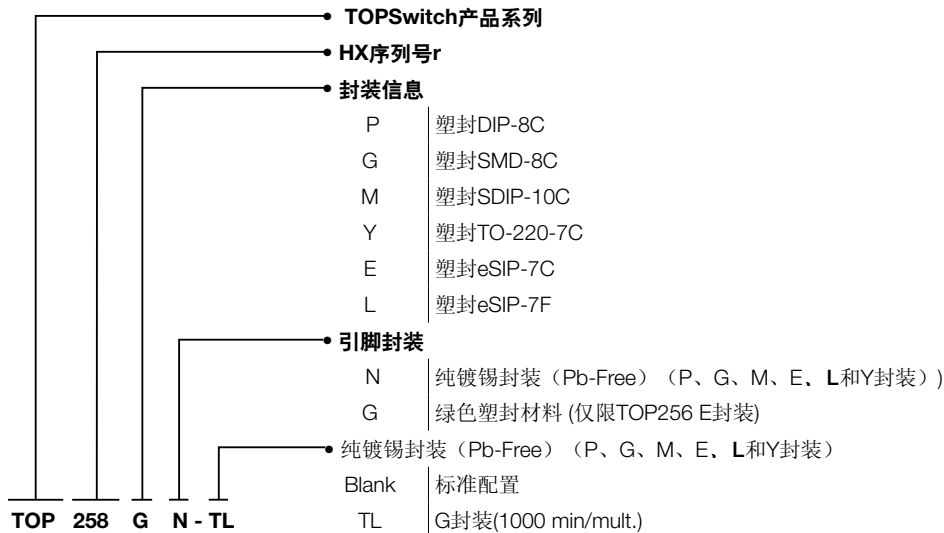 TOPSwitch产品系列
HX序列号r
封装信息
P 塑封DIP-8C
G 塑封SMD-8C
M 塑封SDIP-10C
Y 塑封TO-220-7C
E 塑封eSIP-7C
L 塑封eSIP-7F
引脚封装
N 纯镀锡封装（Pb-Free）（P、G、M、E、L和Y封装）)
G 绿色塑封材料 (仅限TOP256 E封装)
纯镀锡封装（Pb-Free）（P、G、M、E、L和Y封装）
Blank 标准配置
TL G封装(1000 min/mult.)
TOP 258 G N - TL